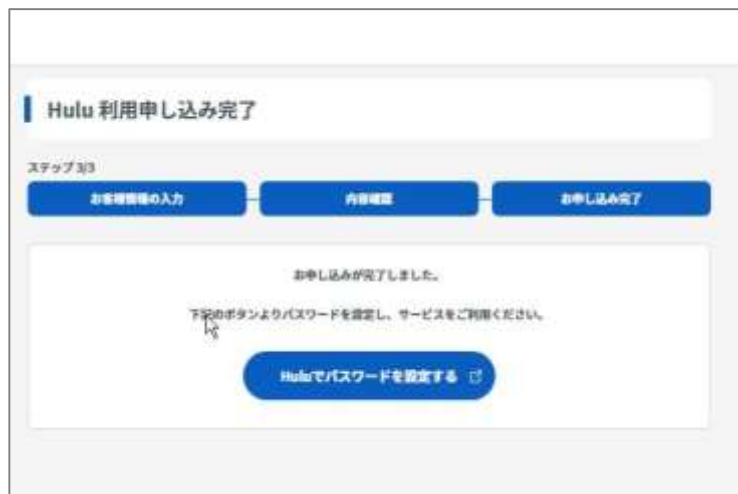 Hulu 利用申し込み完了
ステップ 3/3
お客様情報の入力
内容確認
お申し込み完了
お申し込みが完了しました。
下記のボタンよりパスワードを設定し、サービスをご利用ください。
Huluでパスワードを設定する